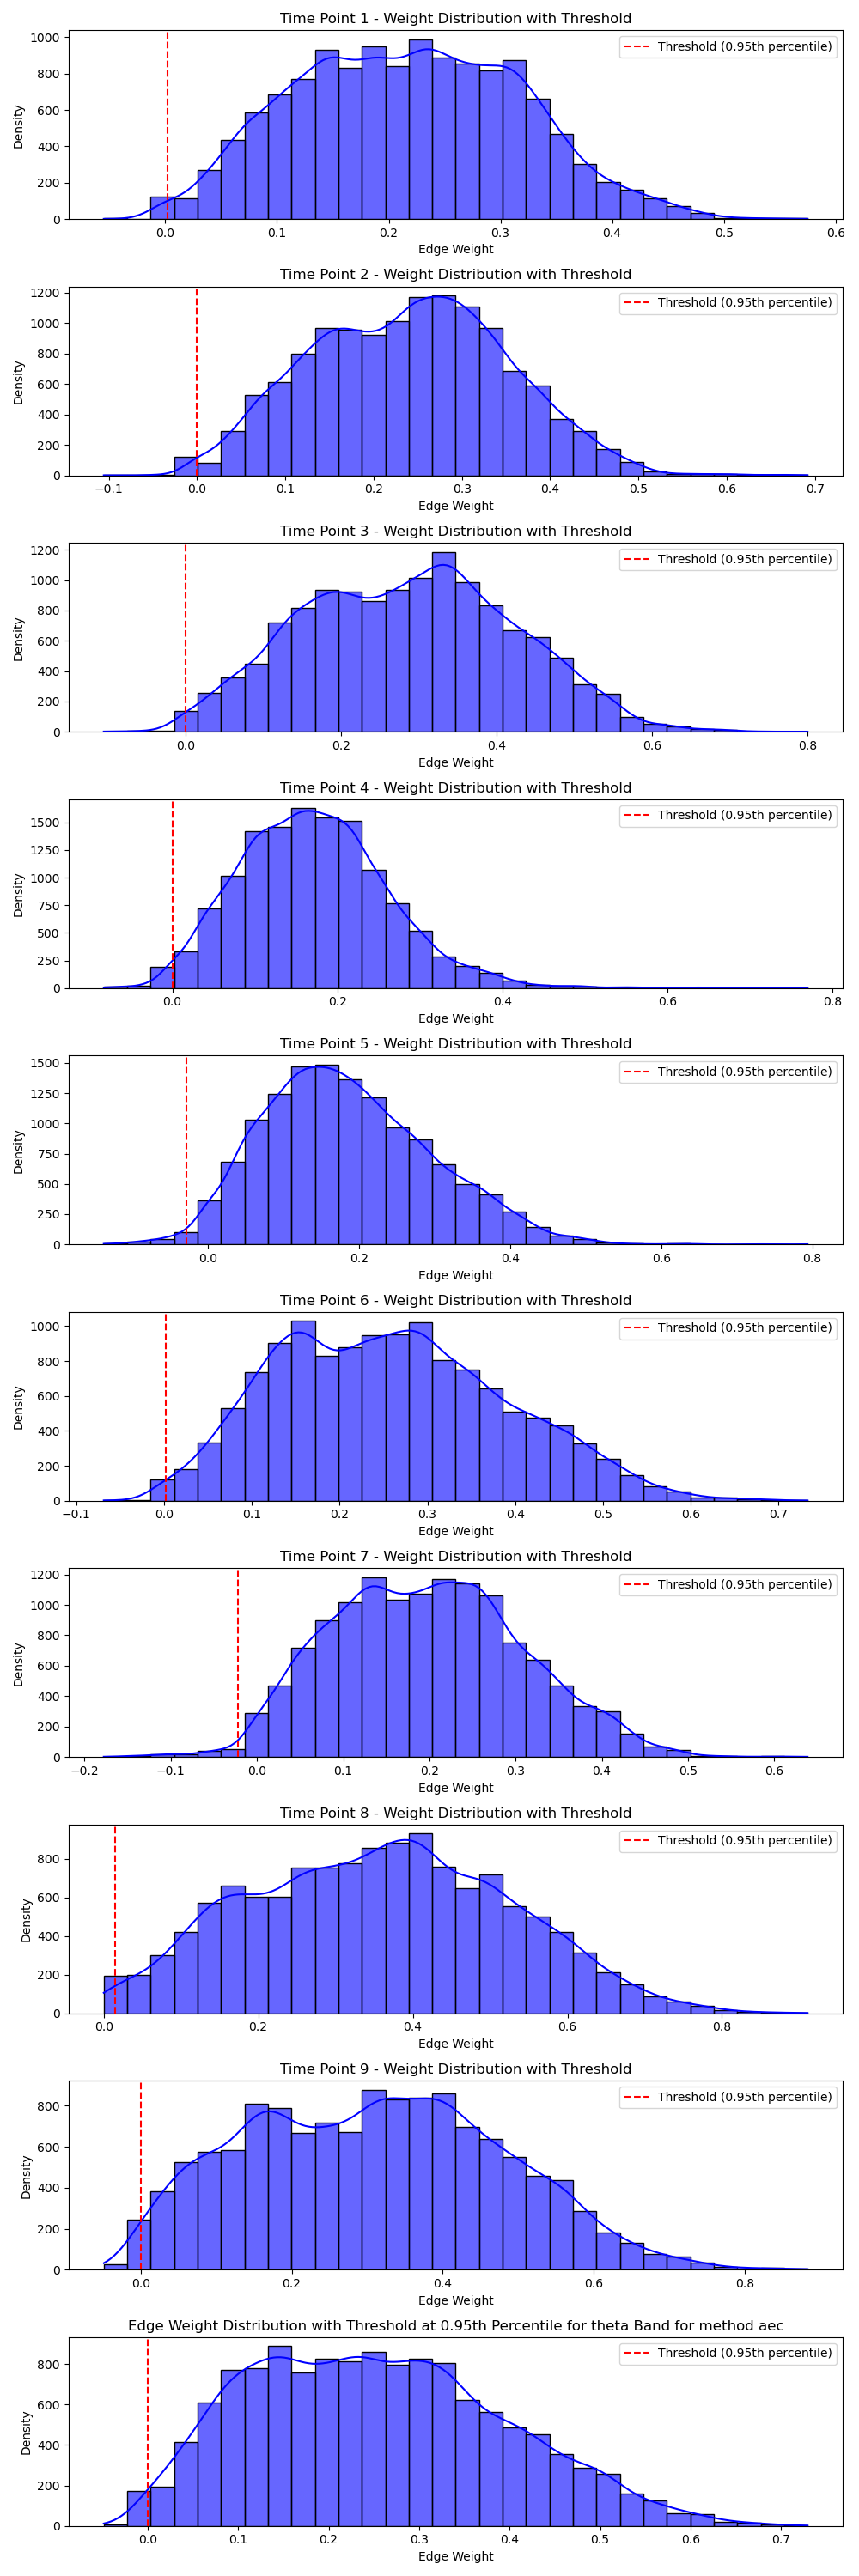 Time Point 1 - Weight Distribution with Threshold
Threshold (0.95th percentile)
Density
1000
800
600
400
200
0
0.0 0.1 0.2 0.3 0.4 0.5 0.6
Edge Weight
Time Point 2 - Weight Distribution with Threshold
Threshold (0.95th percentile)
Density
1200
1000
800
600
400
200
0
−0.1 0.0 0.1 0.2 0.3 0.4 0.5 0.6 0.7
Edge Weight
Time Point 3 - Weight Distribution with Threshold
Threshold (0.95th percentile)
Density
1200
1000
800
600
400
200
0
0.0 0.2 0.4 0.6 0.8
Edge Weight
Time Point 4 - Weight Distribution with Threshold
Threshold (0.95th percentile)
Density
1500
1250
1000
750
500
250
0
0.0 0.2 0.4 0.6 0.8
Edge Weight
Time Point 5 - Weight Distribution with Threshold
Threshold (0.95th percentile)
Density
1500
1250
1000
750
500
250
0
0.0 0.2 0.4 0.6 0.8
Edge Weight
Time Point 6 - Weight Distribution with Threshold
Threshold (0.95th percentile)
Density
1000
800
600
400
200
0
−0.1 0.0 0.1 0.2 0.3 0.4 0.5 0.6 0.7
Edge Weight
Time Point 7 - Weight Distribution with Threshold
Threshold (0.95th percentile)
Density
1200
1000
800
600
400
200
0
−0.2 −0.1 0.0 0.1 0.2 0.3 0.4 0.5 0.6
Edge Weight
Time Point 8 - Weight Distribution with Threshold
Threshold (0.95th percentile)
Density
800
600
400
200
0
0.0 0.2 0.4 0.6 0.8
Edge Weight
Time Point 9 - Weight Distribution with Threshold
Threshold (0.95th percentile)
Density
800
600
400
200
0
0.0 0.2 0.4 0.6 0.8
Edge Weight
Edge Weight Distribution with Threshold at 0.95th Percentile for theta Band for method aec
Threshold (0.95th percentile)
Density
800
600
400
200
0
0.0 0.1 0.2 0.3 0.4 0.5 0.6 0.7
Edge Weight